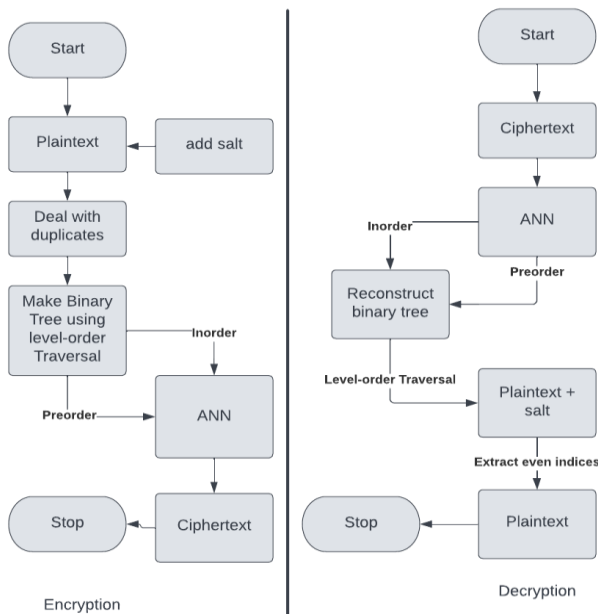 Start
Plaintext
add salt
Deal with
duplicates
Make Binary
Tree using
level-order
Traversal
Inorder
Preorder
ANN
Stop
Ciphertext
Encryption
Start
Ciphertext
ANN
Inorder
Preorder
Reconstruct
binary tree
Level-order Traversal
Plaintext +
salt
Extract even indices
Stop
Plaintext
Decryption